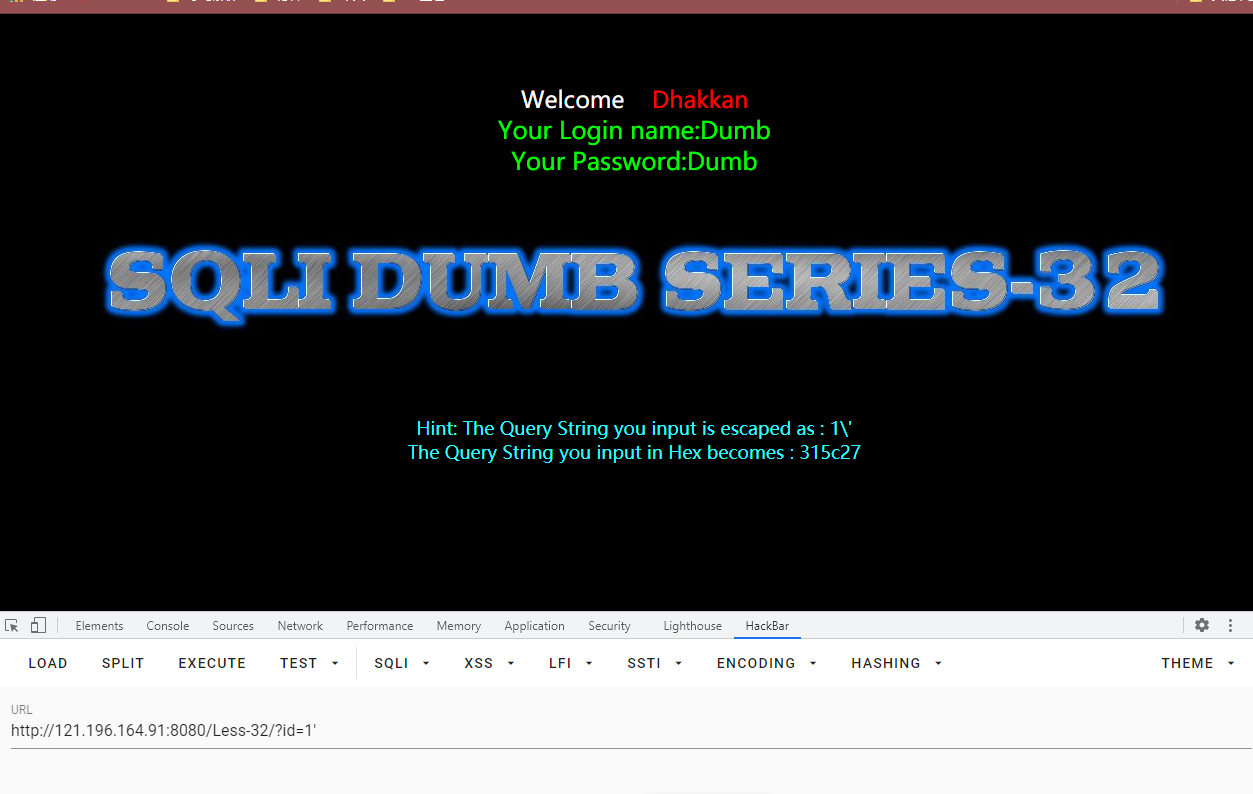 Welcome Dhakkan
Your Login name:Dumb
Your Password:Dumb
SQLI DUMB SERIES-32
Hint: The Query String you input is escaped as : 1\'
The Query String you input in Hex becomes : 315c27
Elements Console Sources Network Performance Memory Application Security Lighthouse HackBar
LOAD SPLIT EXECUTE TEST SQLI XSS LFI SSTI ENCODING HASHING THEME
URL
http://121.196.164.91:8080/Less-32/?id=1'